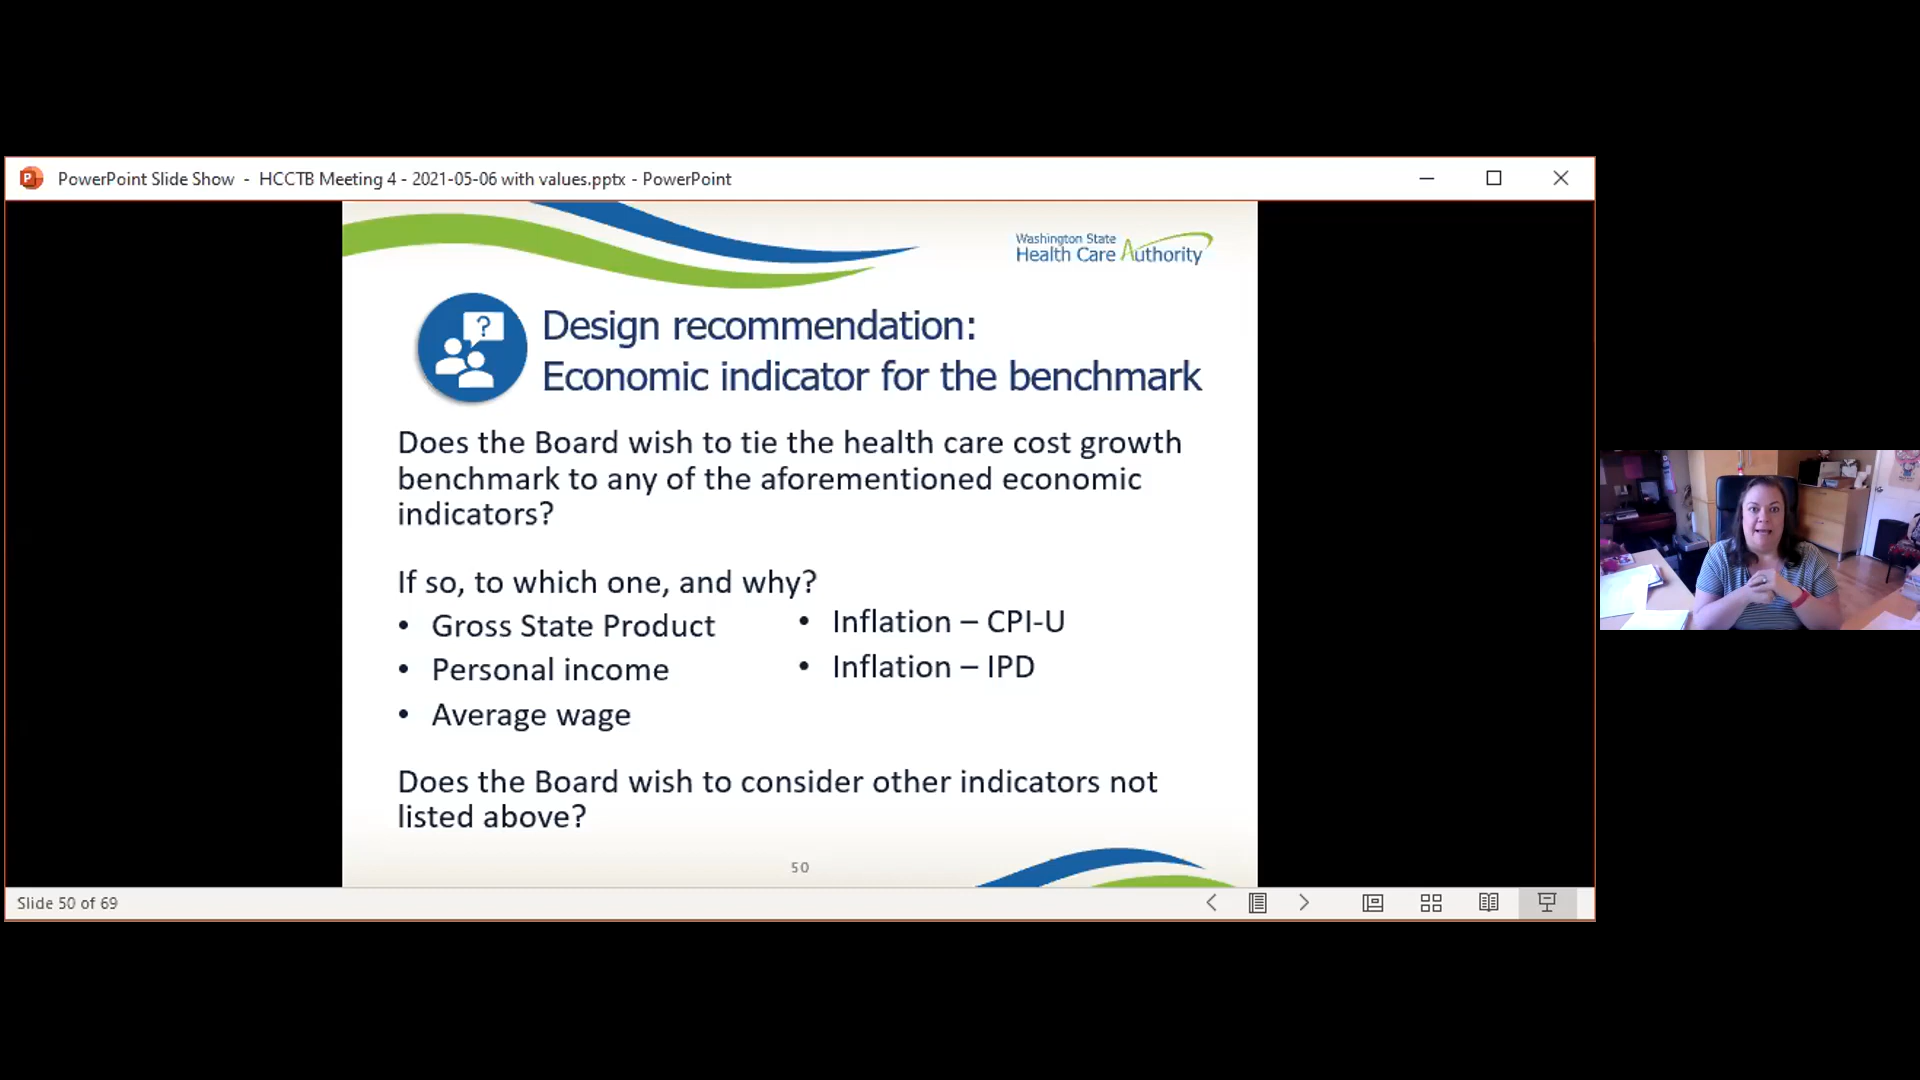 PowerPoint Slide Show - HCCTB Meeting 4 - 2021-05-06 with values.pptx - PowerPoint
Washington State
Health Care Authority
?
Design recommendation:
Economic indicator for the benchmark
Does the Board wish to tie the health care cost growth
benchmark to any of the aforementioned economic
indicators?
If so, to which one, and why?
• Gross State Product
• Personal income
• Average wage
• Inflation – CPI-U
• Inflation – IPD
Does the Board wish to consider other indicators not
listed above?
50
Slide 50 of 69